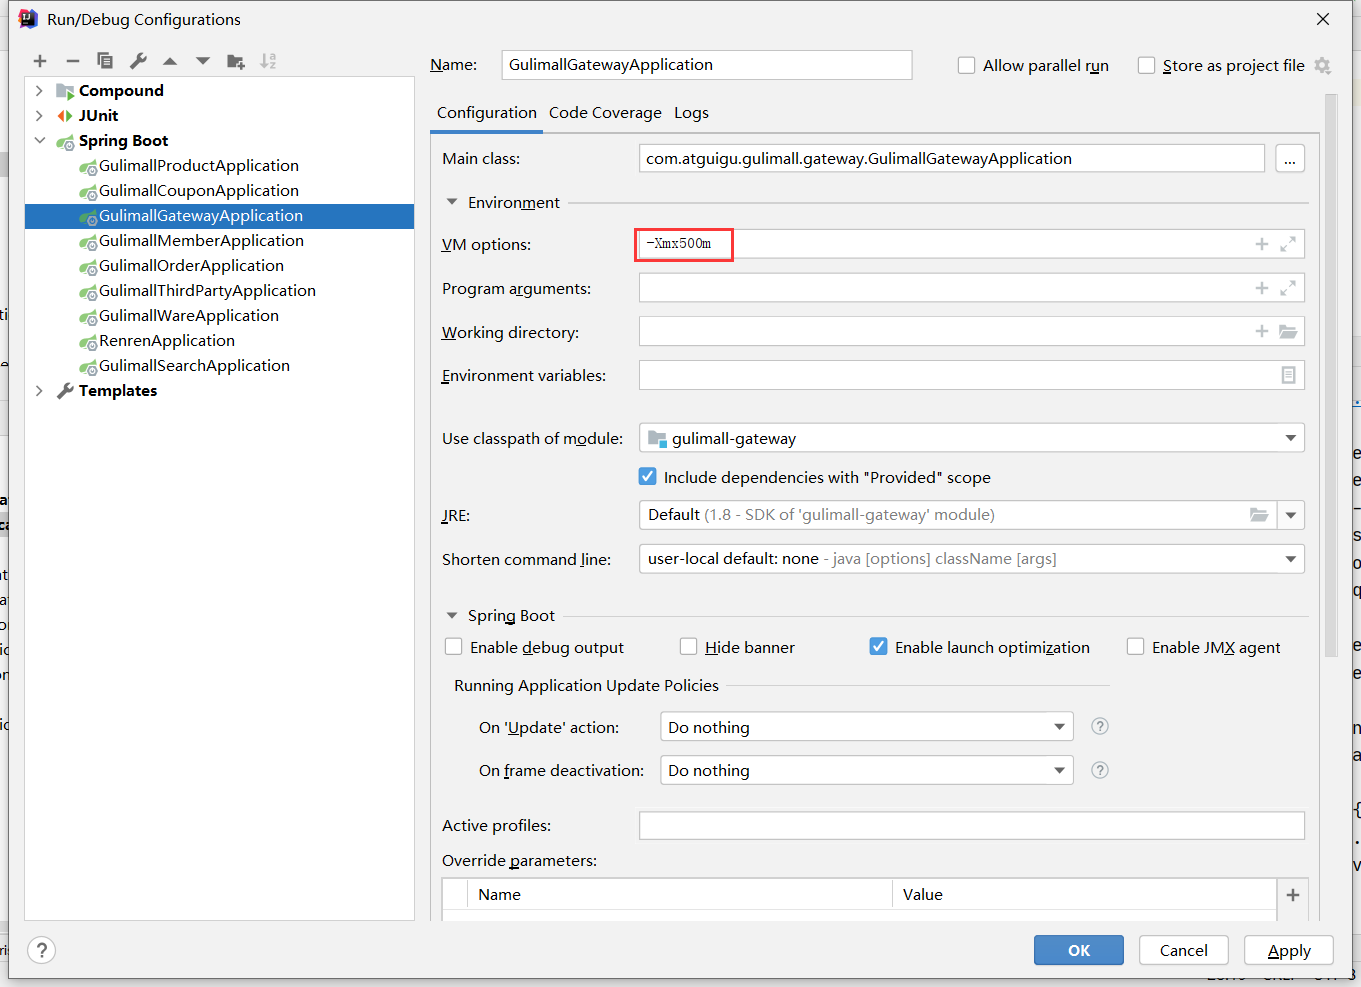 Run/Debug Configurations
Name: GulimallGatewayApplication Allow parallel run Store as project file
Compound
JUnit
Spring Boot
GulimallProductApplication
GulimallCouponApplication
GulimallGatewayApplication
GulimallMemberApplication
GulimallOrderApplication
GulimallThirdPartyApplication
GulimallWareApplication
RenrenApplication
GulimallSearchApplication
Templates
Configuration Code Coverage Logs
Main class: com.atguigu.gulimall.gateway.GulimallGatewayApplication ...
Environment
VM options: -Xmx500m
Program arguments:
Working directory:
Environment variables:
Use classpath of module: gulimall-gateway
Include dependencies with "Provided" scope
JRE: Default (1.8 - SDK of 'gulimall-gateway' module)
Shorten command line: user-local default: none - java [options] className [args]
Spring Boot
Enable debug output Hide banner Enable launch optimization Enable JMX agent
Running Application Update Policies
On 'Update' action: Do nothing ?
On frame deactivation: Do nothing ?
Active profiles:
Override parameters:
Name Value
? OK Cancel Apply